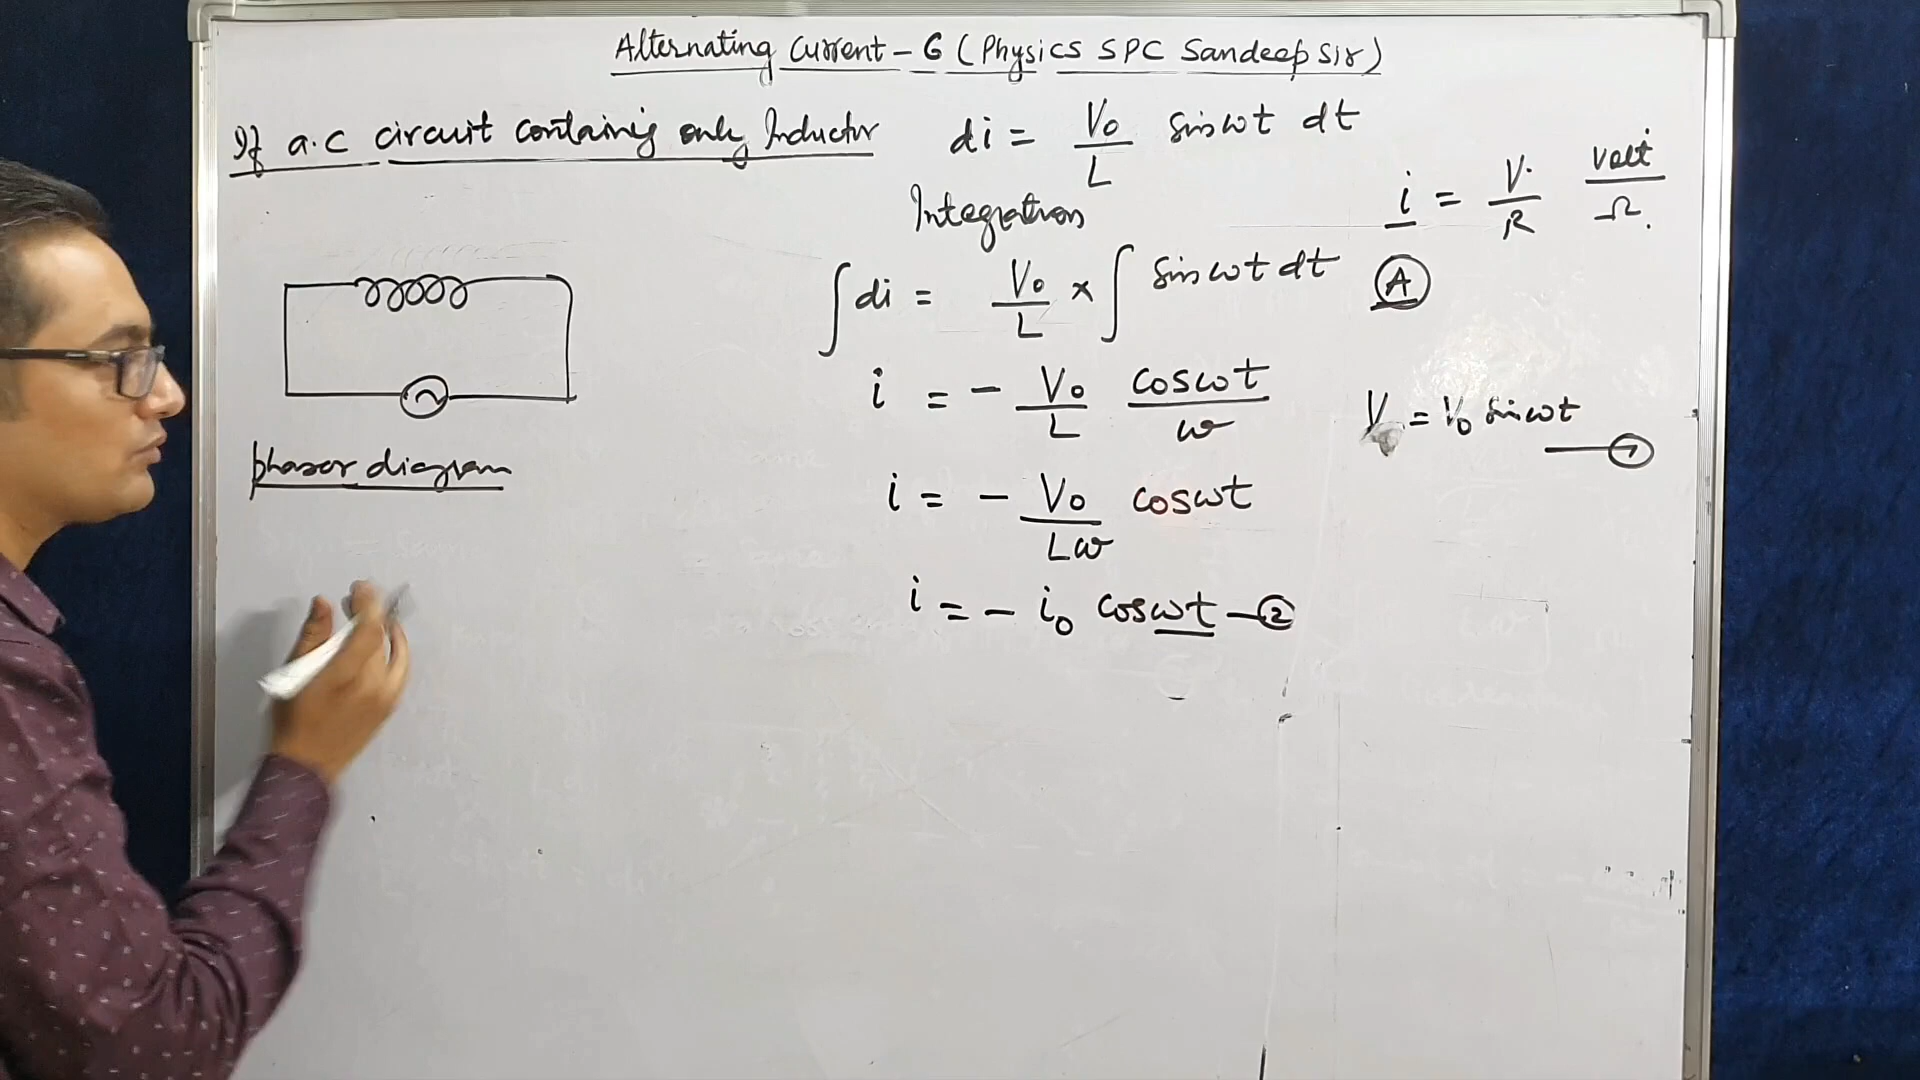 Alternating Current - 6 (Physics SPC Sandeep Sir)
If a.c circuit containing only Inductor
phasor diagram
di = V₀/L sinωt dt
Integration
∫di = V₀/L × ∫ sinωt dt
i = - V₀/L cosωt/ω
i = - V₀/Lω cosωt
i = - i₀ cosωt — ②
i = V/R volt/Ω
Ⓐ
V = V₀ sinωt
— ①